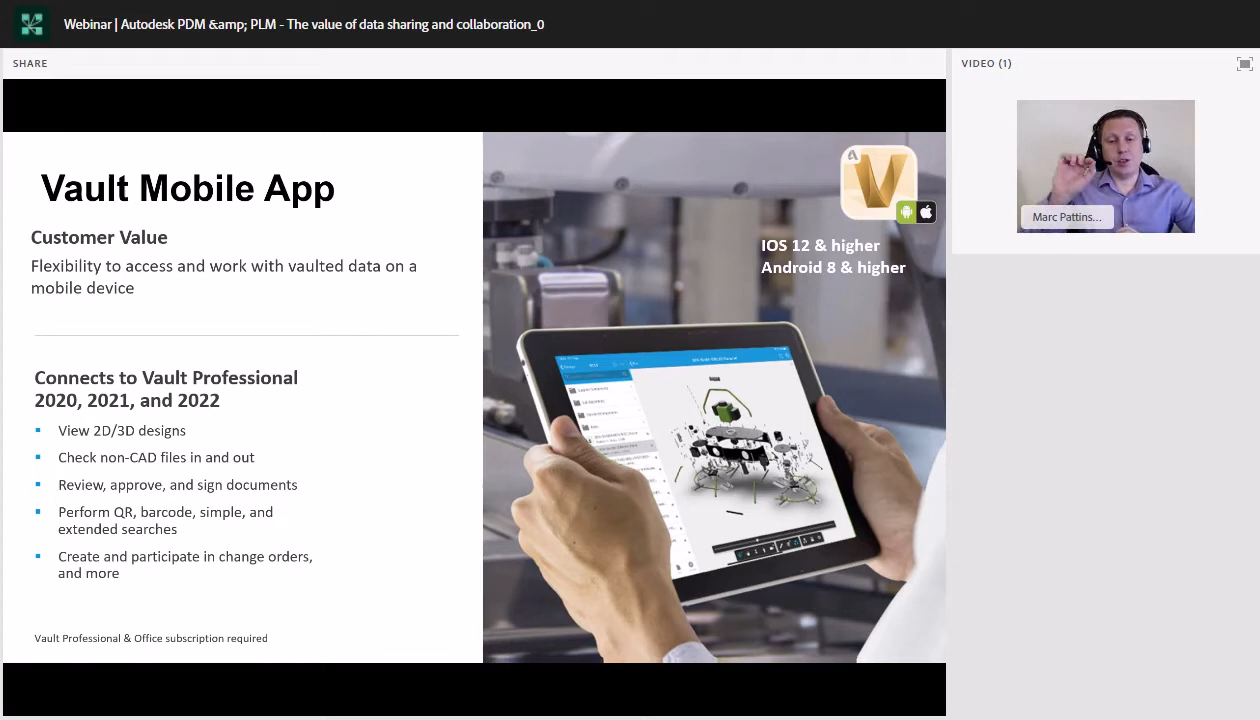 Webinar | Autodesk PDM &amp; PLM - The value of data sharing and collaboration_0
SHARE
VIDEO (1)
Vault Mobile App
Customer Value
Flexibility to access and work with vaulted data on a
mobile device
Connects to Vault Professional
2020, 2021, and 2022
▪ View 2D/3D designs
▪ Check non-CAD files in and out
▪ Review, approve, and sign documents
▪ Perform QR, barcode, simple, and
extended searches
▪ Create and participate in change orders,
and more
Vault Professional & Office subscription required
IOS 12 & higher
Android 8 & higher
Marc Pattins...